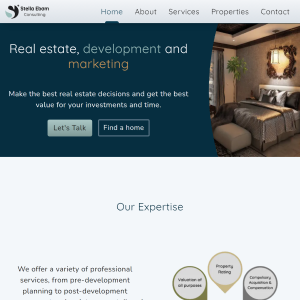 Stella Ebam
Consulting
Home About Services Properties Contact
Real estate, development and
marketing
Make the best real estate decisions and get the best
value for your investments and time.
Let's Talk Find a home
Our Expertise
We offer a variety of professional
services, from pre-development
planning to post-development
Valuation of
all purposes
Property
Rating
Compulsory
Acquisition &
Compensation